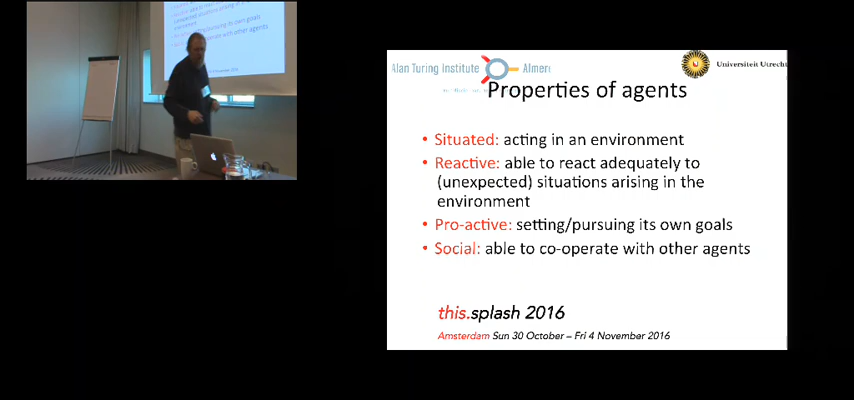 Alan Turing Institute Almere
Universiteit Utrecht
Properties of agents
• Situated: acting in an environment
• Reactive: able to react adequately to
(unexpected) situations arising in the
environment
• Pro-active: setting/pursuing its own goals
• Social: able to co-operate with other agents
this.splash 2016
Amsterdam Sun 30 October – Fri 4 November 2016